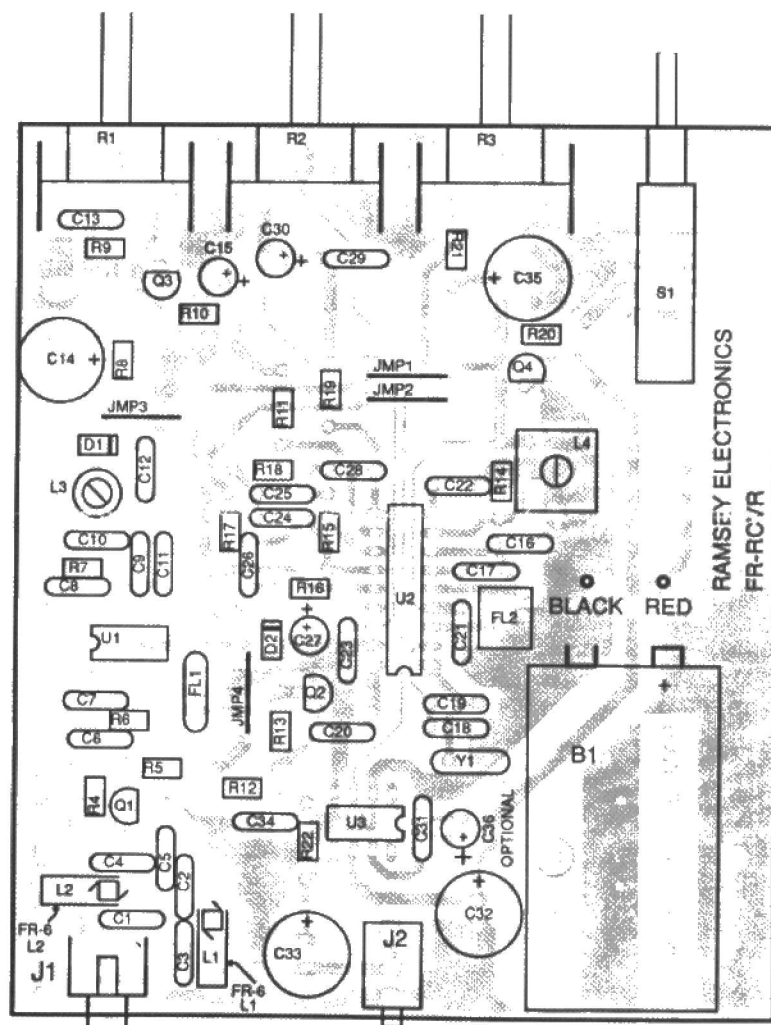 R1
R2
R3
C13
R9
C15
C30
C29
R21
Q3
C35
S1
R10
R20
C14
R8
JMP1
Q4
R19
JMP2
R11
JMP3
D1
C12
L4
R18
C28
L3
C22
R14
C25
C24
R17
R15
C10
C9
C11
C16
R7
C26
C17
C8
R16
U2
BLACK
RED
RAMSEY ELECTRONICS
FR-RC'/R
FL2
U1
D2
C27
C23
C21
FL1
Q2
JMP4
C7
C19
R6
R13
C18
C6
C20
B1
R5
Y1
R4
R12
Q1
C34
U3
C31
C36
OPTIONAL
R22
C5
C4
C2
L2
C1
C32
FR-6
L2
L1
J2
C3
C33
J1
FR-6
L1